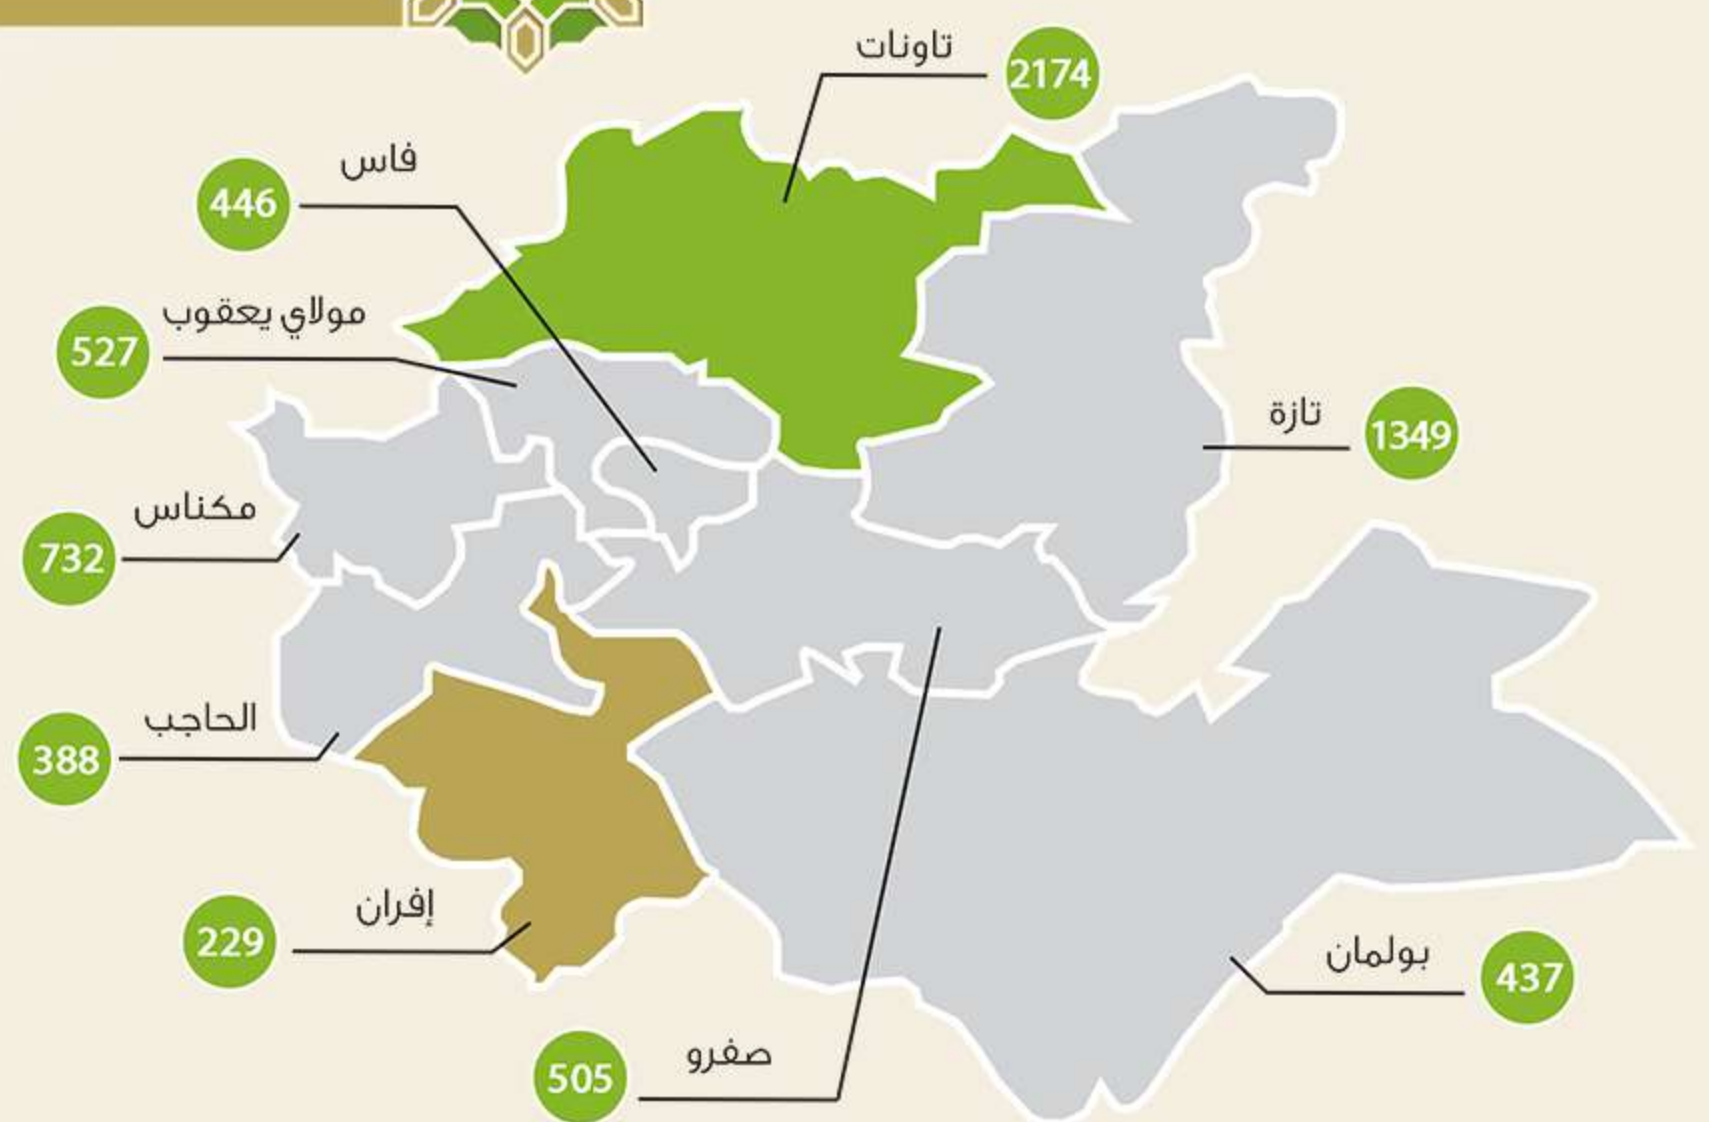 تاونات
2174
فاس
446
مولاي يعقوب
527
تازة
1349
مكناس
732
الحاجب
388
إفران
229
بولمان
437
صفرو
505